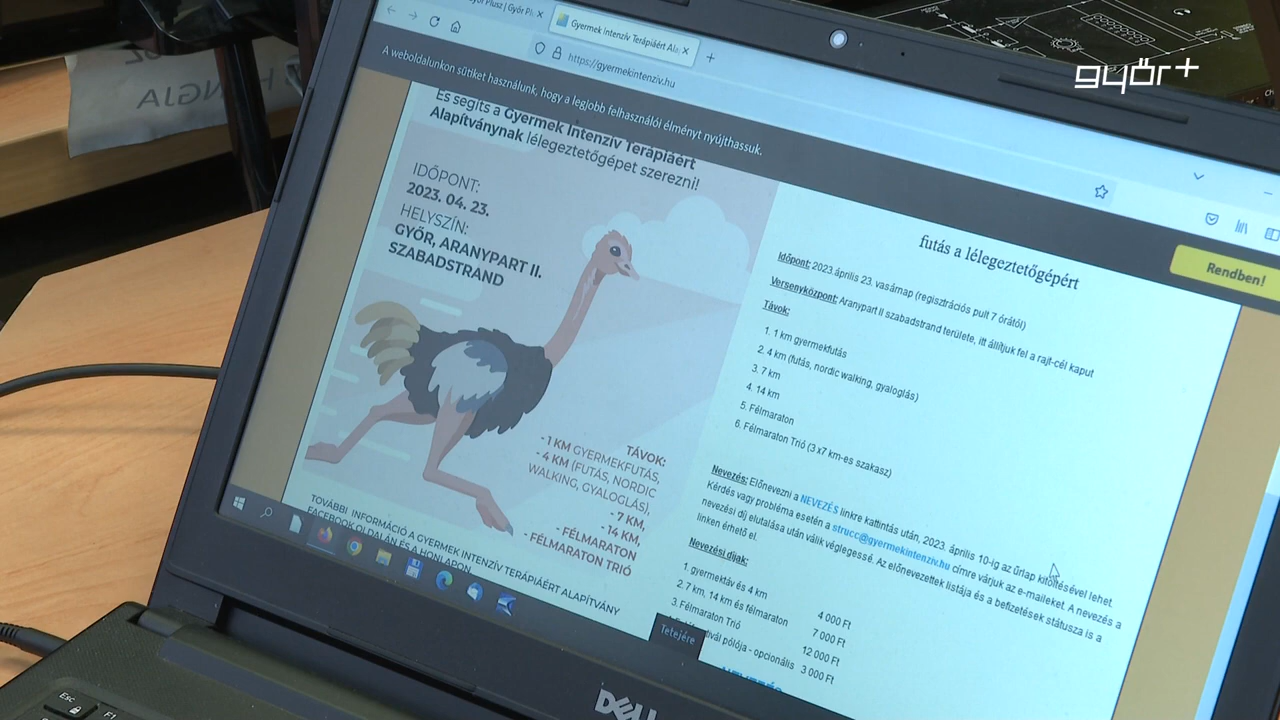 győr+
Győr Plusz | Győr Pl
Gyermek Intenzív Terápiáért Ala
https://gyermekintenziv.hu
A weboldalunkon sütiket használunk, hogy a legjobb felhasználói élményt nyújthassuk.
Rendben!
És segíts a Gyermek Intenzív Terápiáért
Alapítványnak lélegeztetőgépet szerezni!
IDŐPONT:
2023. 04. 23.
HELYSZÍN:
GYŐR, ARANYPART II.
SZABADSTRAND
TÁVOK:
- 1 KM GYERMEKFUTÁS,
- 4 KM (FUTÁS, NORDIC
WALKING, GYALOGLÁS),
- 7 KM,
- 14 KM,
- FÉLMARATON
- FÉLMARATON TRIÓ
TOVÁBBI INFORMÁCIÓ A GYERMEK INTENZÍV TERÁPIÁÉRT ALAPÍTVÁNY
FACEBOOK OLDALÁN ÉS A HONLAPON
futás a lélegeztetőgépért
Időpont: 2023.április 23. vasárnap (regisztrációs pult 7 órától)
Versenyközpont: Aranypart II szabadstrand területe, itt állítjuk fel a rajt-cél kaput
Távok:
1. 1 km gyermekfutás
2. 4 km (futás, nordic walking, gyaloglás)
3. 7 km
4. 14 km
5. Félmaraton
6. Félmaraton Trió (3 x7 km-es szakasz)
Nevezés: Előnevezni a NEVEZÉS linkre kattintás után, 2023. április 10-ig az űrlap kitöltésével lehet.
Kérdés vagy probléma esetén a strucc@gyermekintenziv.hu címre várjuk az e-maileket. A nevezés a
nevezési díj elutalása után válik véglegessé. Az előnevezettek listája és a befizetések státusza is a
linken érhető el.
Nevezési díjak:
1. gyermektáv és 4 km 4 000 Ft
2. 7 km, 14 km és félmaraton 7 000 Ft
3. Félmaraton Trió 12 000 Ft
pólója - opcionális 3 000 Ft
Tetejére
DELL
Esc
F1